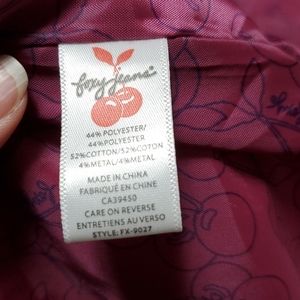 foxy jeans
44% POLYESTER/
44%POLYESTER
52%COTTON/52%COTON
4%METAL/4%METAL
MADE IN CHINA
FABRIQUÉ EN CHINE
CA39450
CARE ON REVERSE
ENTRETIENS AU VERSO
STYLE: FX-9027